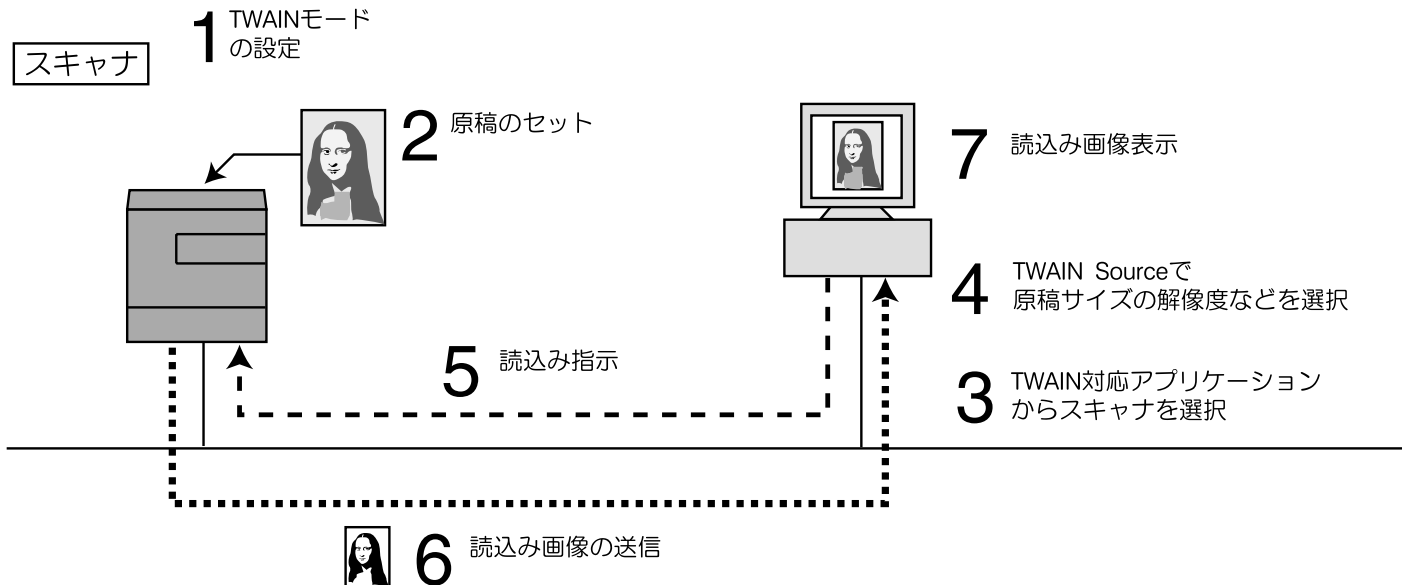 スキャナ
1 TWAINモード
の設定
2 原稿のセット
7 読込み画像表示
4 TWAIN Sourceで
原稿サイズの解像度などを選択
5 読込み指示
3 TWAIN対応アプリケーション
からスキャナを選択
6 読込み画像の送信